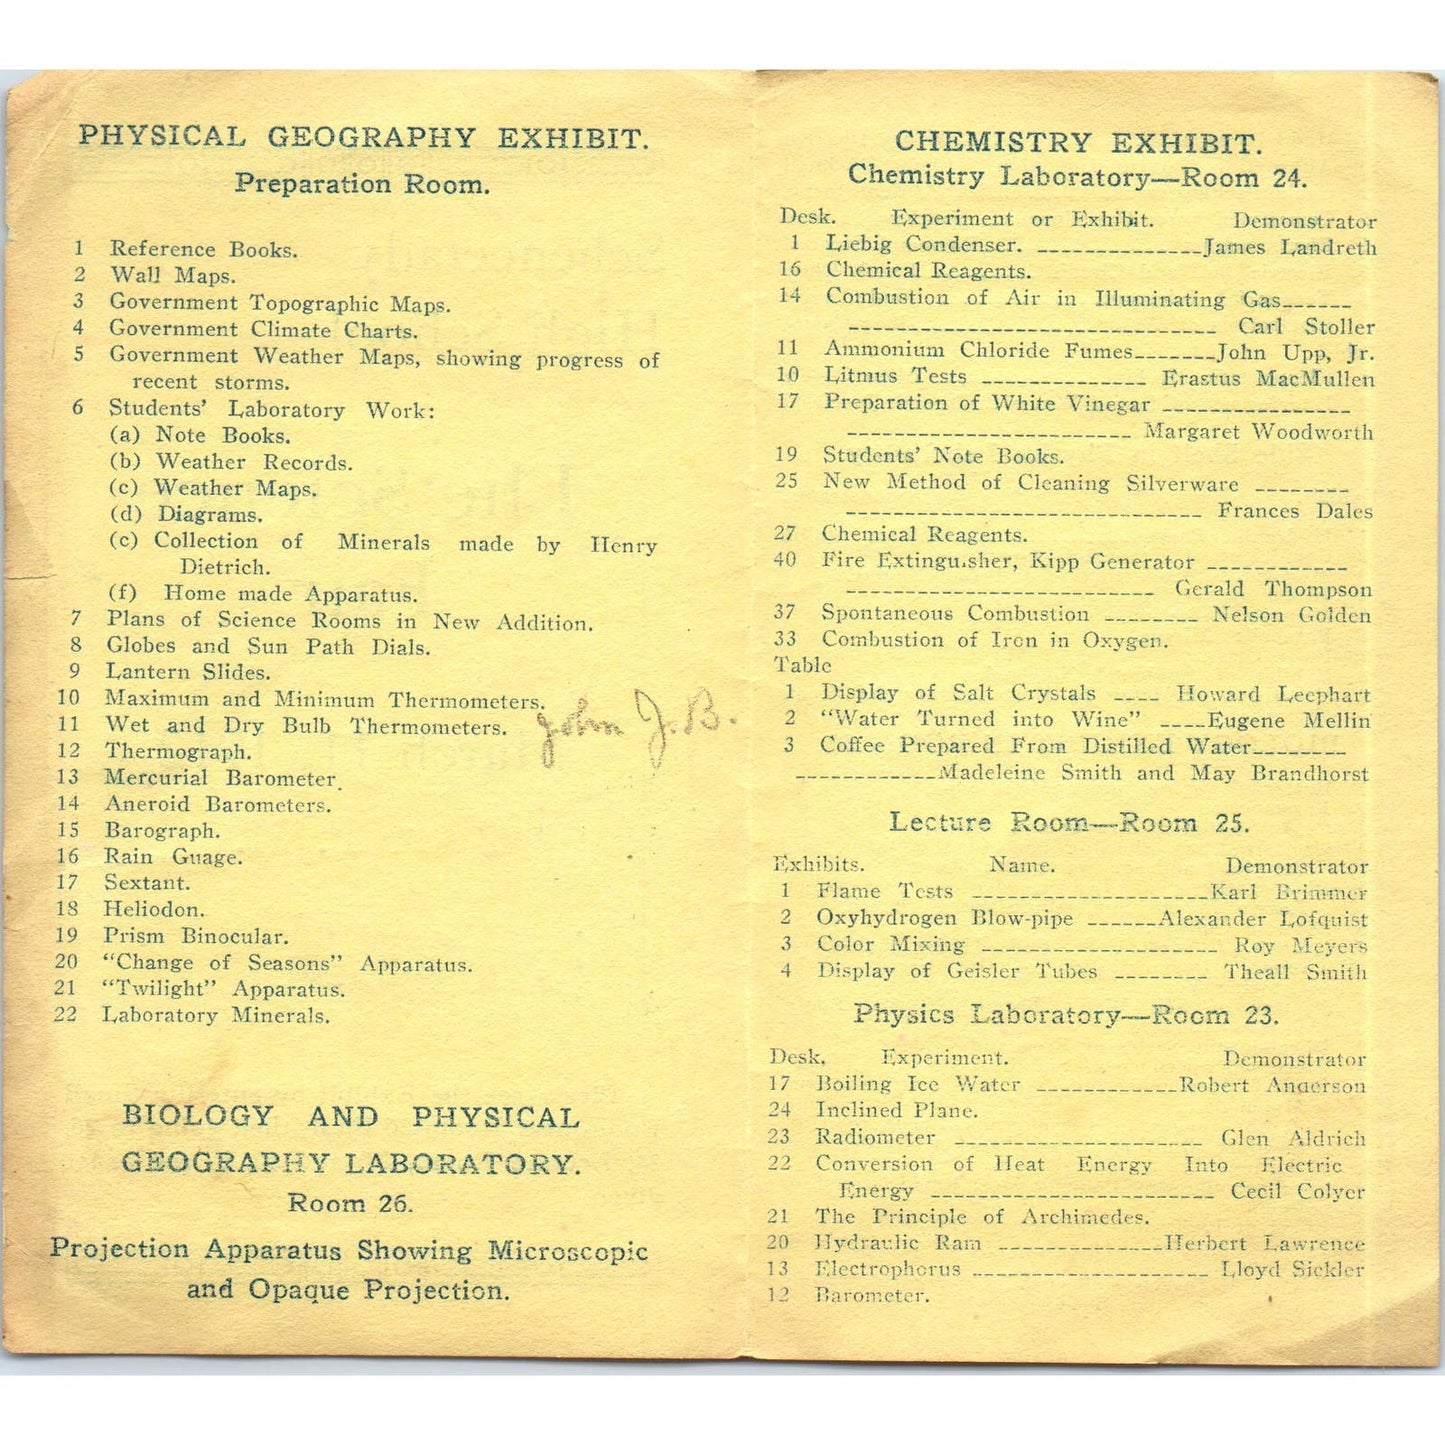 PHYSICAL GEOGRAPHY EXHIBIT.
Preparation Room.
1 Reference Books.
2 Wall Maps.
3 Government Topographic Maps.
4 Government Climate Charts.
5 Government Weather Maps, showing progress of
recent storms.
6 Students' Laboratory Work:
(a) Note Books.
(b) Weather Records.
(c) Weather Maps.
(d) Diagrams.
(e) Collection of Minerals made by Henry
Dietrich.
(f) Home made Apparatus.
7 Plans of Science Rooms in New Addition.
8 Globes and Sun Path Dials.
9 Lantern Slides.
10 Maximum and Minimum Thermometers.
11 Wet and Dry Bulb Thermometers.
John J. B.
12 Thermograph.
13 Mercurial Barometer.
14 Aneroid Barometers.
15 Barograph.
16 Rain Guage.
17 Sextant.
18 Heliodon.
19 Prism Binocular.
20 "Change of Seasons" Apparatus.
21 "Twilight" Apparatus.
22 Laboratory Minerals.
BIOLOGY AND PHYSICAL
GEOGRAPHY LABORATORY.
Room 26.
Projection Apparatus Showing Microscopic
and Opaque Projection.
CHEMISTRY EXHIBIT.
Chemistry Laboratory—Room 24.
Desk. Experiment or Exhibit. Demonstrator
1 Liebig Condenser. ---------------James Landreth
16 Chemical Reagents.
14 Combustion of Air in Illuminating Gas------
---------------------------- Carl Stoller
11 Ammonium Chloride Fumes-------John Upp, Jr.
10 Litmus Tests -------------- Erastus MacMullen
17 Preparation of White Vinegar ----------------
------------------------ Margaret Woodworth
19 Students' Note Books.
25 New Method of Cleaning Silverware --------
------------------------------ Frances Dales
27 Chemical Reagents.
40 Fire Extinguisher, Kipp Generator ------------
-------------------------- Gerald Thompson
37 Spontaneous Combustion -------- Nelson Golden
33 Combustion of Iron in Oxygen.
Table
1 Display of Salt Crystals ---- Howard Leephart
2 "Water Turned into Wine" ----Eugene Mellin
3 Coffee Prepared From Distilled Water--------
------------Madeleine Smith and May Brandhorst
Lecture Room—Room 25.
Exhibits. Name. Demonstrator
1 Flame Tests --------------------Karl Brimmer
2 Oxyhydrogen Blow-pipe ------Alexander Lofquist
3 Color Mixing -------------------- Roy Meyers
4 Display of Geisler Tubes -------- Theall Smith
Physics Laboratory—Room 23.
Desk. Experiment. Demonstrator
17 Boiling Ice Water ------------Robert Anderson
24 Inclined Plane.
23 Radiometer --------------------- Glen Aldrich
22 Conversion of Heat Energy Into Electric
Energy ------------------------ Cecil Colyer
21 The Principle of Archimedes.
20 Hydraulic Ram --------------Herbert Lawrence
13 Electrophorus -------------------- Lloyd Sickler
12 Barometer.